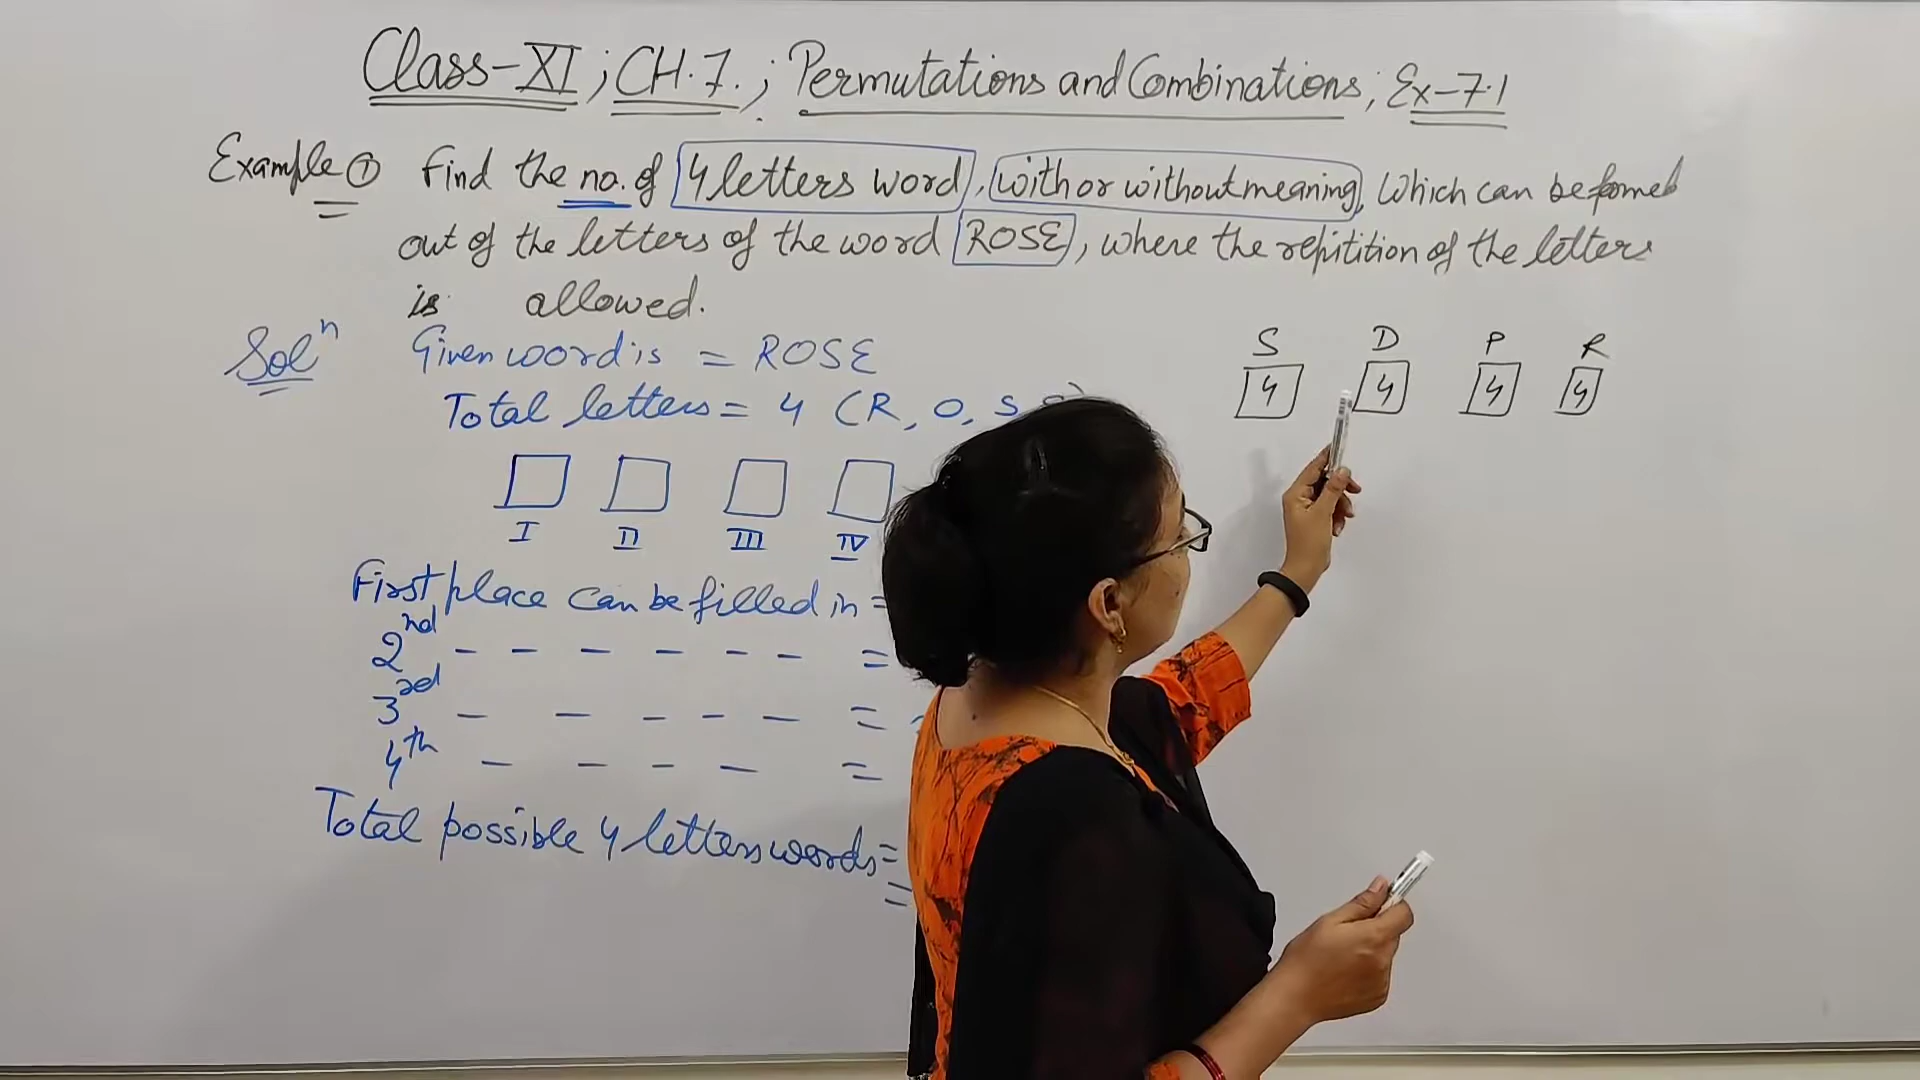 Class-XI; CH.7.; Permutations and Combinations; Ex-7.1
Example ① Find the no. of 4 letters word, with or without meaning, which can be formed
out of the letters of the word ROSE, where the repitition of the letters
is allowed.
Solⁿ Given word is = ROSE
Total letters = 4 (R, O, S,
I II III IV
First place can be filled in =
2nd - - - - - - =
3rd - - - - - =
4th - - - - =
Total possible 4 letters words =
=
S D P R
4 4 4 4